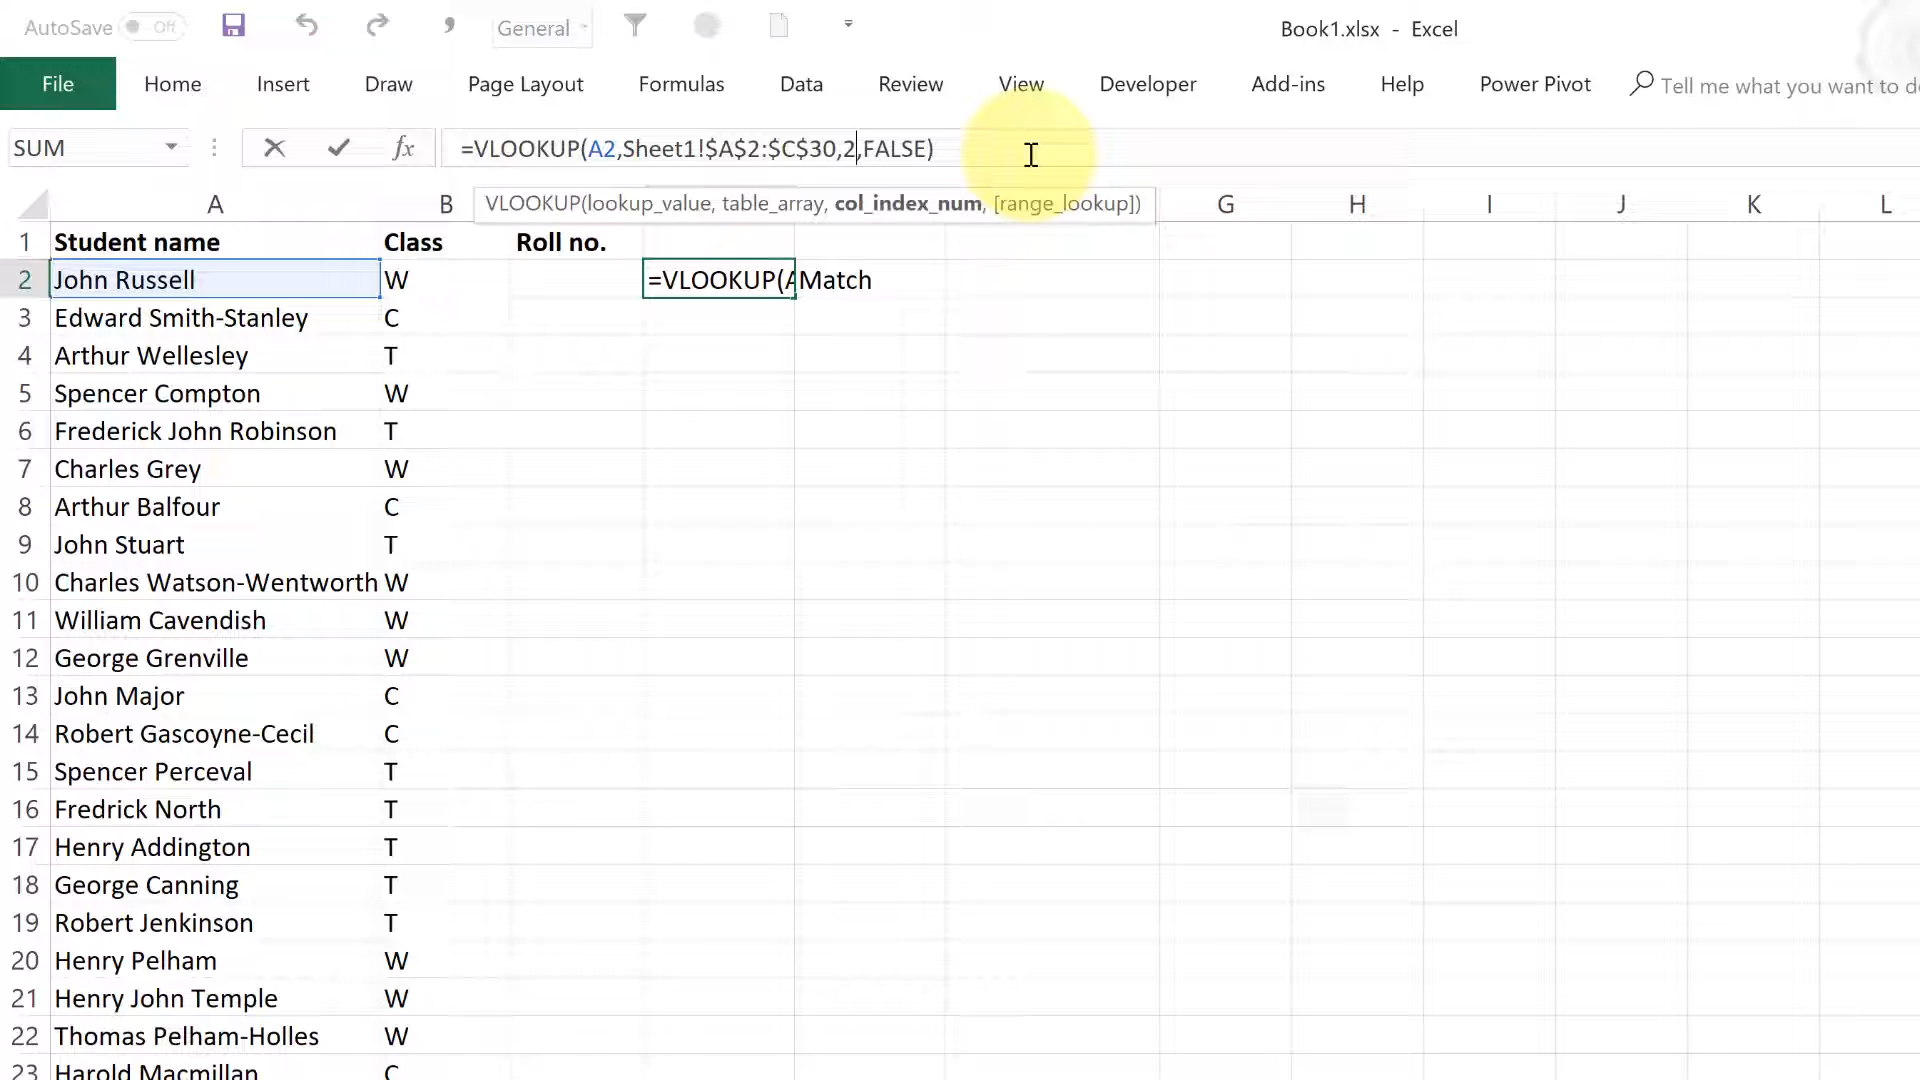 AutoSave Off General Book1.xlsx - Excel
File Home Insert Draw Page Layout Formulas Data Review View Developer Add-ins Help Power Pivot Tell me what you want to d
SUM fx =VLOOKUP(A2,Sheet1!$A$2:$C$30,2,FALSE)
VLOOKUP(lookup_value, table_array, col_index_num, [range_lookup])
A B G H I J K L
1 Student name Class Roll no.
2 John Russell W =VLOOKUP(A Match
3 Edward Smith-Stanley C
4 Arthur Wellesley T
5 Spencer Compton W
6 Frederick John Robinson T
7 Charles Grey W
8 Arthur Balfour C
9 John Stuart T
10 Charles Watson-Wentworth W
11 William Cavendish W
12 George Grenville W
13 John Major C
14 Robert Gascoyne-Cecil C
15 Spencer Perceval T
16 Fredrick North T
17 Henry Addington T
18 George Canning T
19 Robert Jenkinson T
20 Henry Pelham W
21 Henry John Temple W
22 Thomas Pelham-Holles W
23 Harold Macmillan C